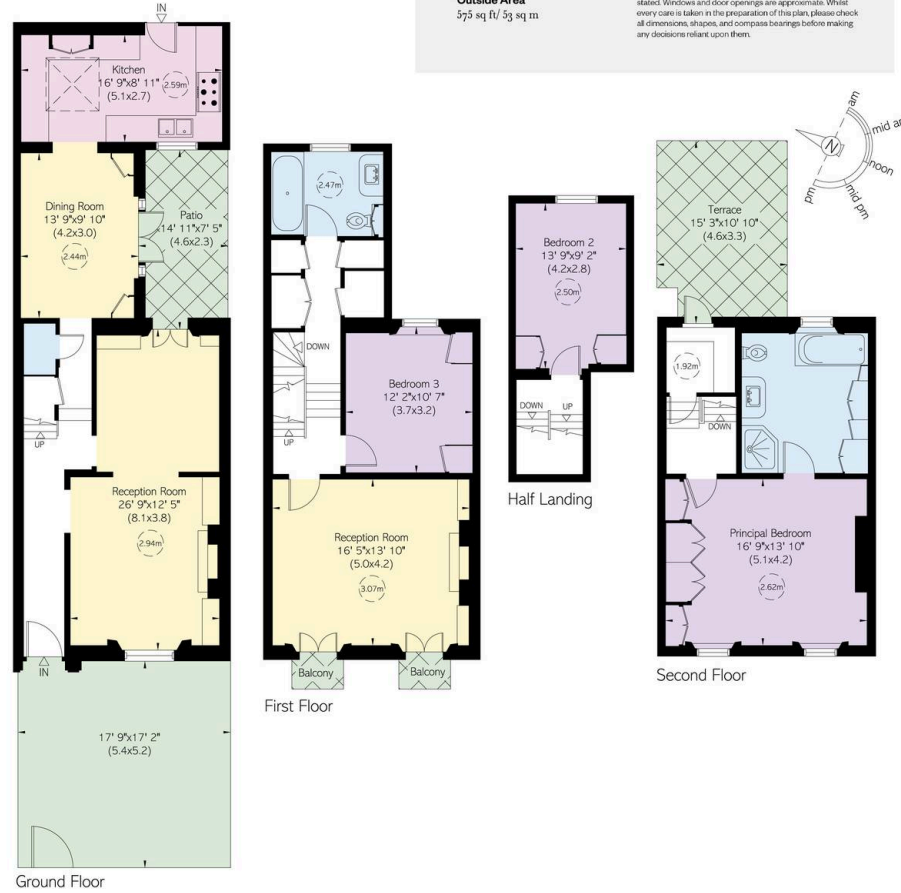 Outside Area
575 sq ft/ 53 sq m
stated. Windows and door openings are approximate. Whilst
every care is taken in the preparation of this plan, please check
all dimensions, shapes, and compass bearings before making
any decisions reliant upon them.
IN
Kitchen
16' 9"x8' 11"
(5.1x2.7)
2.59m
Dining Room
13' 9"x9' 10"
(4.2x3.0)
2.44m
Patio
14' 11"x7' 5"
(4.6x2.3)
UP
Reception Room
26' 9"x12' 5"
(8.1x3.8)
2.94m
IN
17' 9"x17' 2"
(5.4x5.2)
Ground Floor
2.47m
DOWN
UP
Bedroom 3
12' 2"x10' 7"
(3.7x3.2)
Reception Room
16' 5"x13' 10"
(5.0x4.2)
3.07m
Balcony
Balcony
First Floor
Bedroom 2
13' 9"x9' 2"
(4.2x2.8)
2.50m
DOWN
UP
Half Landing
N
am
mid am
noon
mid pm
pm
Terrace
15' 3"x10' 10"
(4.6x3.3)
1.92m
DOWN
Principal Bedroom
16' 9"x13' 10"
(5.1x4.2)
2.62m
Second Floor